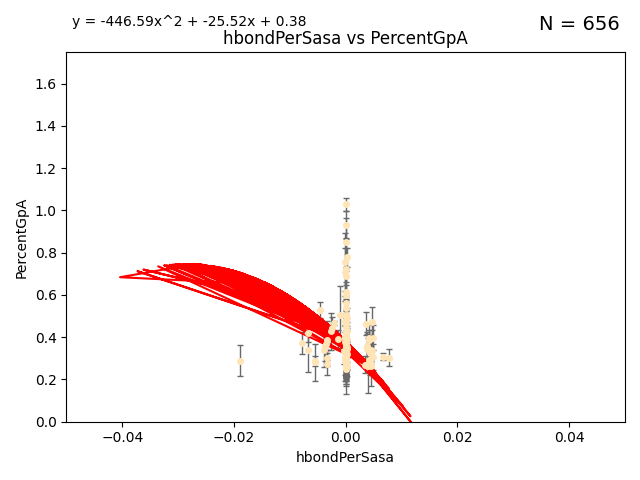 y = -446.59x^2 + -25.52x + 0.38
N = 656
hbondPerSasa vs PercentGpA
1.6
1.4
1.2
1.0
0.8
0.6
0.4
0.2
0.0
PercentGpA
−0.04 −0.02 0.00 0.02 0.04
hbondPerSasa